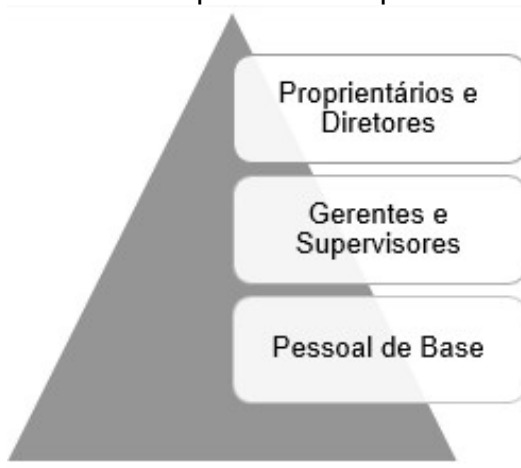 Proprientários e
Diretores
Gerentes e
Supervisores
Pessoal de Base